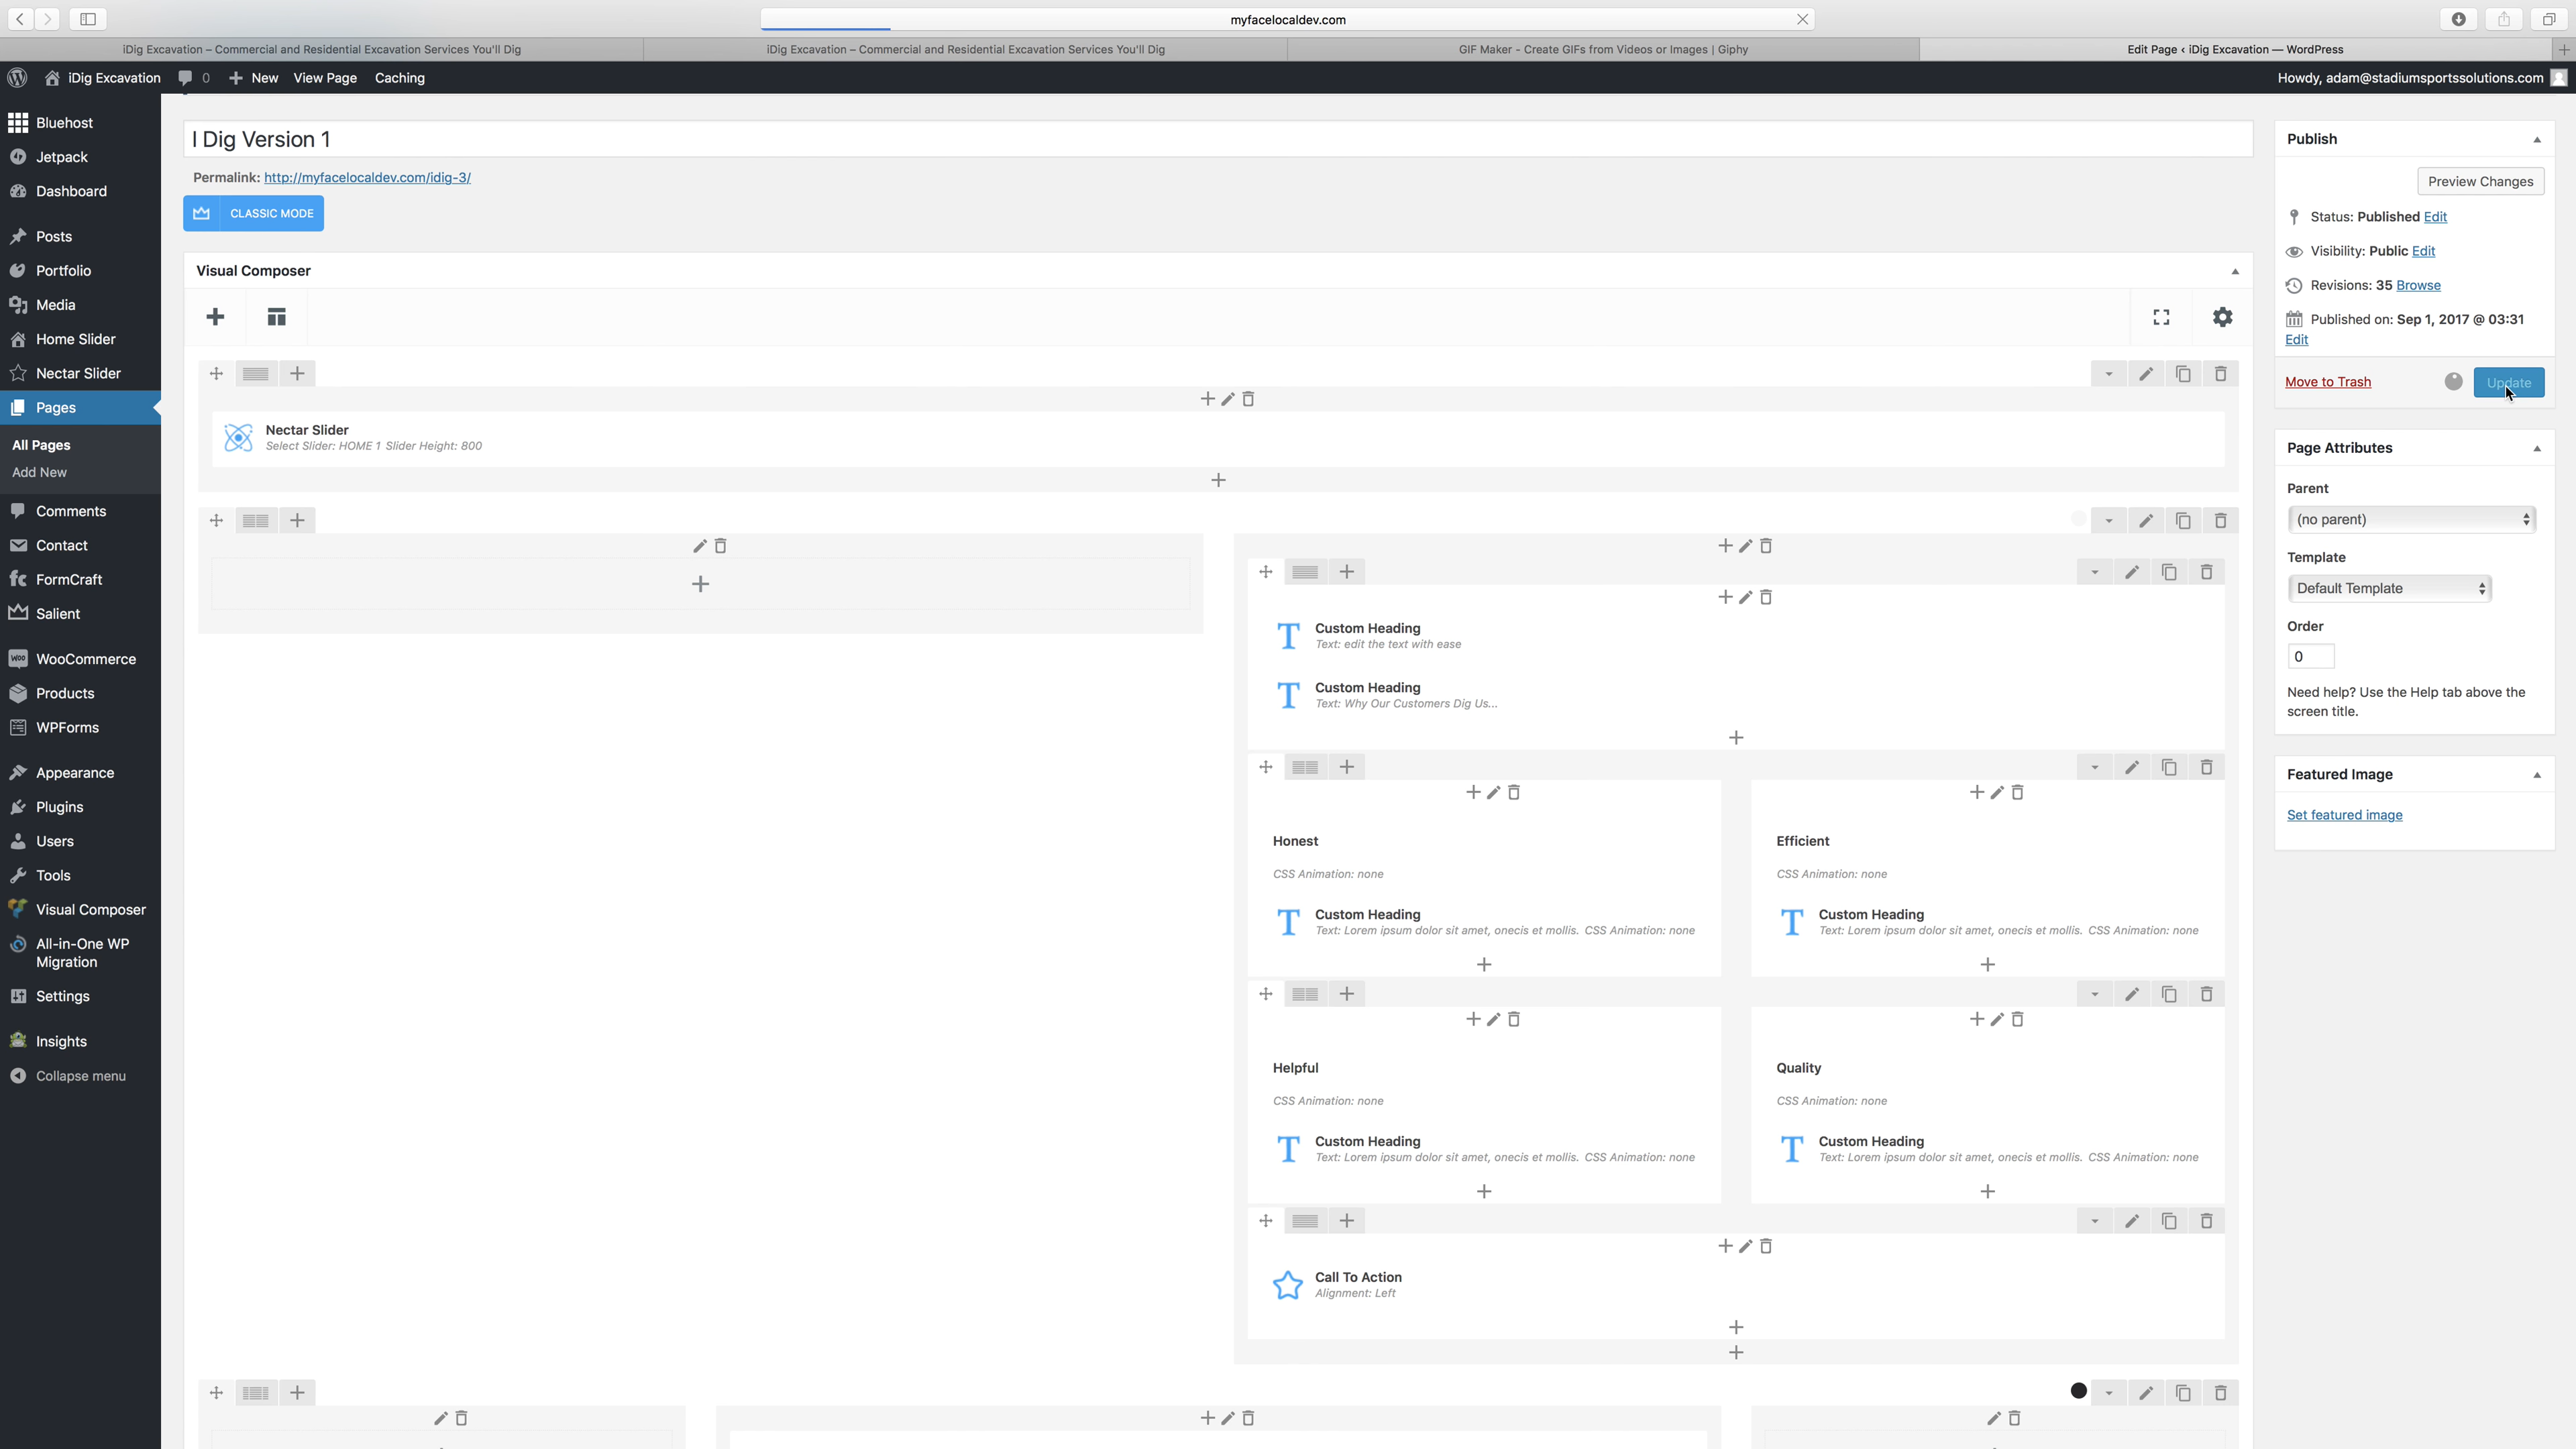 myfacelocaldev.com
iDig Excavation – Commercial and Residential Excavation Services You'll Dig
iDig Excavation – Commercial and Residential Excavation Services You'll Dig
GIF Maker - Create GIFs from Videos or Images | Giphy
Edit Page ‹ iDig Excavation — WordPress
iDig Excavation
0
New
View Page
Caching
Howdy, adam@stadiumsportssolutions.com
Bluehost
Jetpack
Dashboard
Posts
Portfolio
Media
Home Slider
Nectar Slider
Pages
All Pages
Add New
Comments
Contact
FormCraft
Salient
WooCommerce
Products
WPForms
Appearance
Plugins
Users
Tools
Visual Composer
All-in-One WP
Migration
Settings
Insights
Collapse menu
I Dig Version 1
Permalink: http://myfacelocaldev.com/idig-3/
CLASSIC MODE
Visual Composer
Nectar Slider
Select Slider: HOME 1 Slider Height: 800
Custom Heading
Text: edit the text with ease
Custom Heading
Text: Why Our Customers Dig Us...
Honest
CSS Animation: none
Custom Heading
Text: Lorem ipsum dolor sit amet, onecis et mollis. CSS Animation: none
Efficient
CSS Animation: none
Custom Heading
Text: Lorem ipsum dolor sit amet, onecis et mollis. CSS Animation: none
Helpful
CSS Animation: none
Custom Heading
Text: Lorem ipsum dolor sit amet, onecis et mollis. CSS Animation: none
Quality
CSS Animation: none
Custom Heading
Text: Lorem ipsum dolor sit amet, onecis et mollis. CSS Animation: none
Call To Action
Alignment: Left
Publish
Preview Changes
Status: Published Edit
Visibility: Public Edit
Revisions: 35 Browse
Published on: Sep 1, 2017 @ 03:31
Edit
Move to Trash
Update
Page Attributes
Parent
(no parent)
Template
Default Template
Order
0
Need help? Use the Help tab above the
screen title.
Featured Image
Set featured image